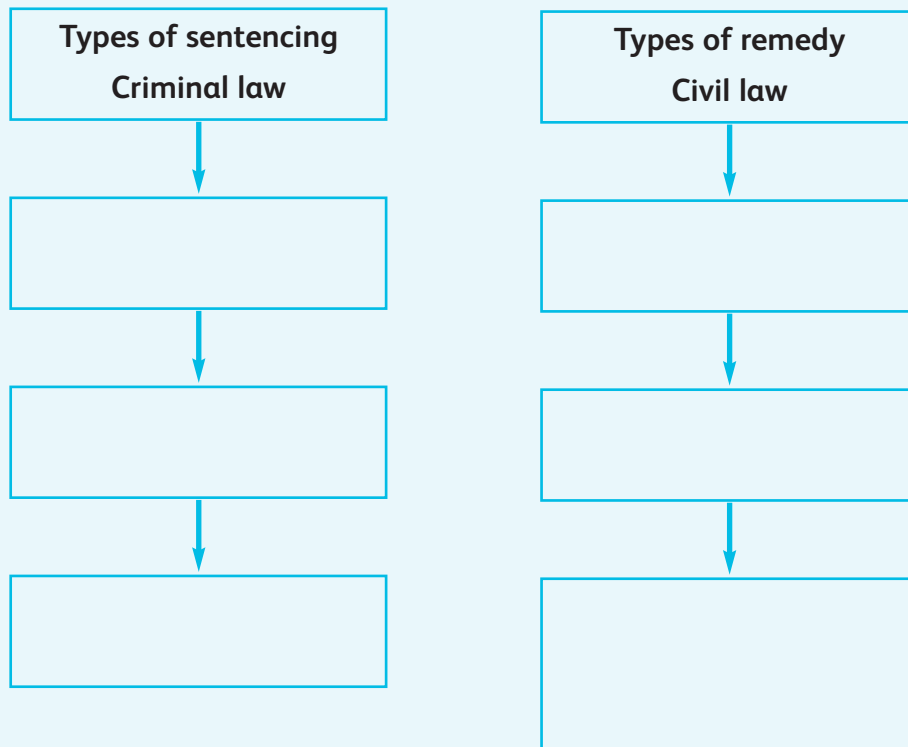 Types of sentencing
Criminal law
Types of remedy
Civil law